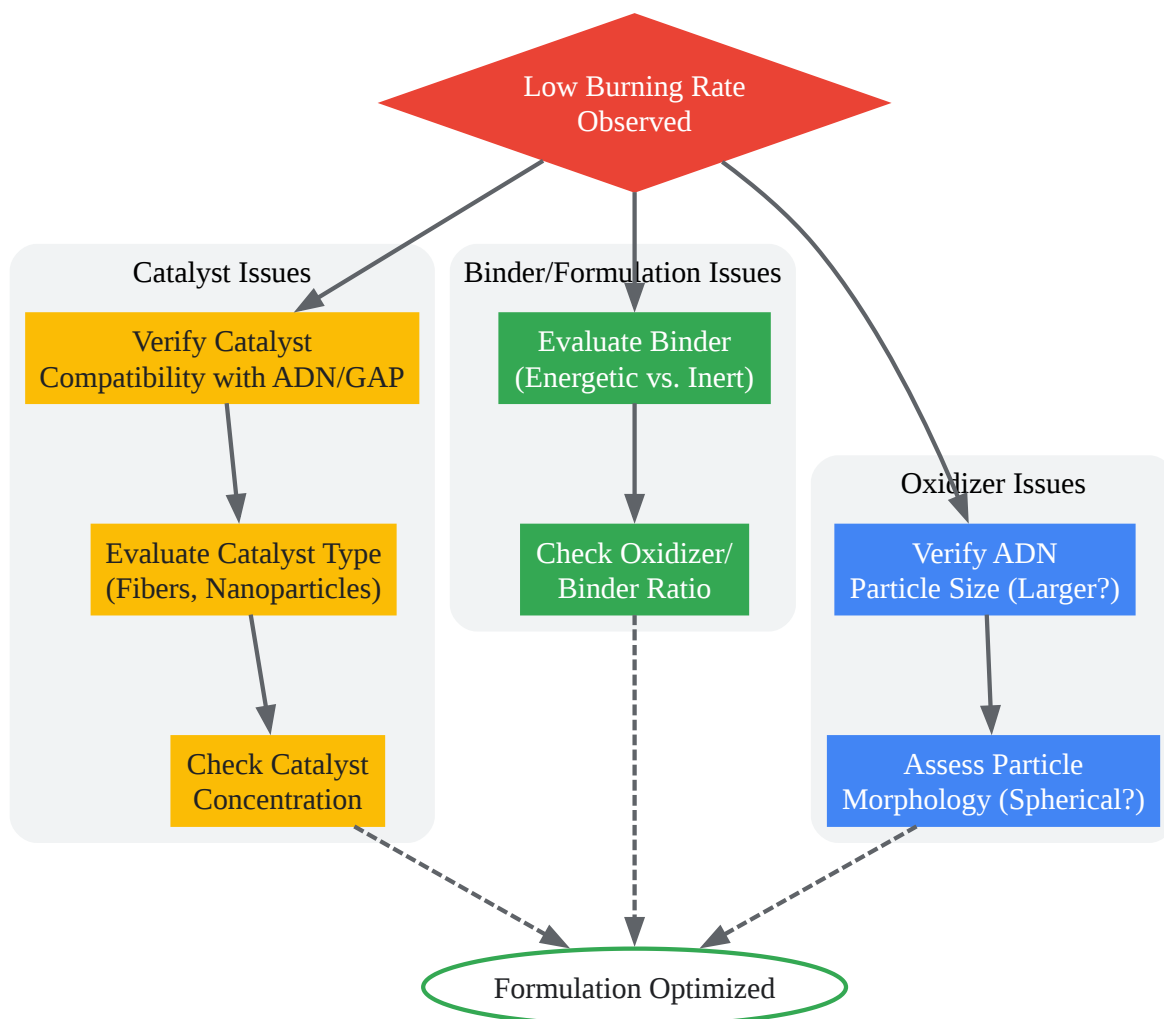 Low Burning Rate
Observed
Catalyst Issues
Verify Catalyst
Compatibility with ADN/GAP
Evaluate Catalyst Type
(Fibers, Nanoparticles)
Check Catalyst
Concentration
Binder/Formulation Issues
Evaluate Binder
(Energetic vs. Inert)
Check Oxidizer/
Binder Ratio
Oxidizer Issues
Verify ADN
Particle Size (Larger?)
Assess Particle
Morphology (Spherical?)
Formulation Optimized